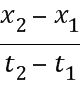 x₂ − x₁
t₂ − t₁